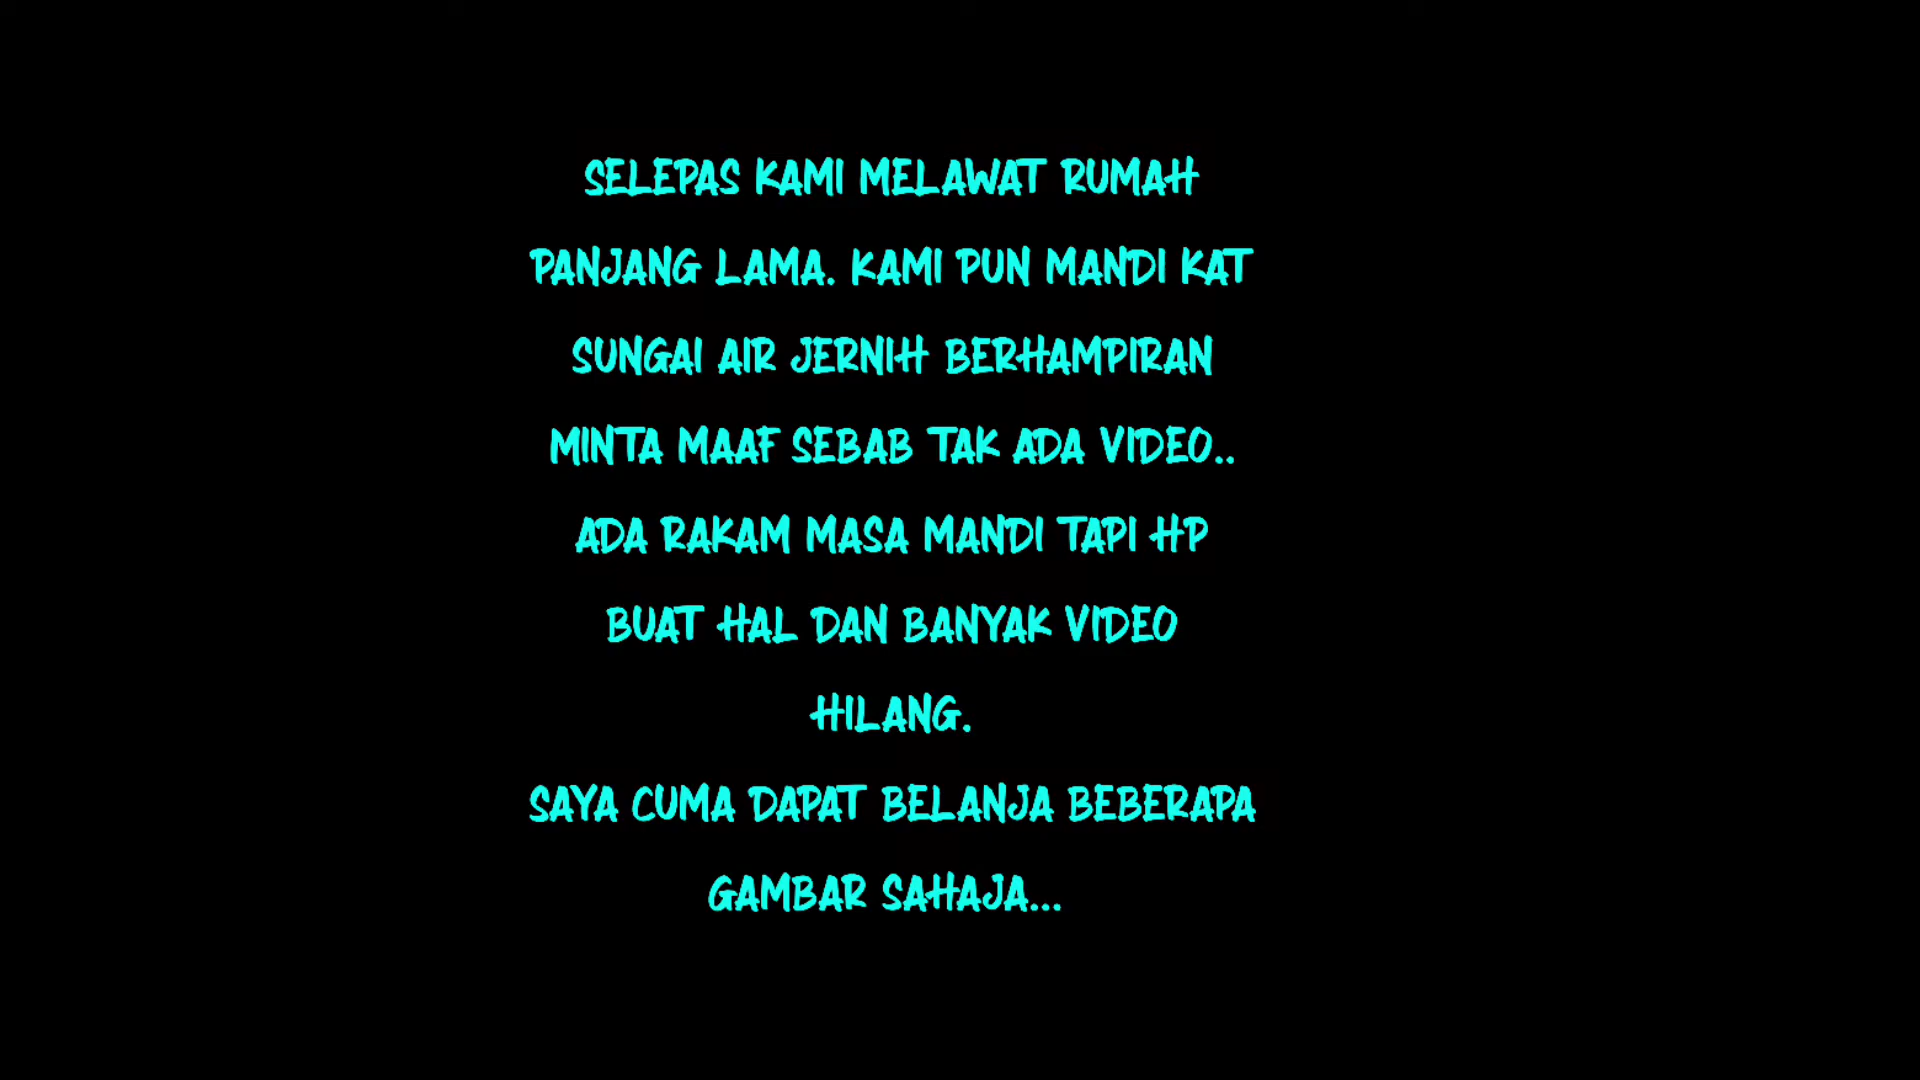 SELEPAS KAMI MELAWAT RUMAH
PANJANG LAMA. KAMI PUN MANDI KAT
SUNGAI AIR JERNIH BERHAMPIRAN
MINTA MAAF SEBAB TAK ADA VIDEO..
ADA RAKAM MASA MANDI TAPI HP
BUAT HAL DAN BANYAK VIDEO
HILANG.
SAYA CUMA DAPAT BELANJA BEBERAPA
GAMBAR SAHAJA...